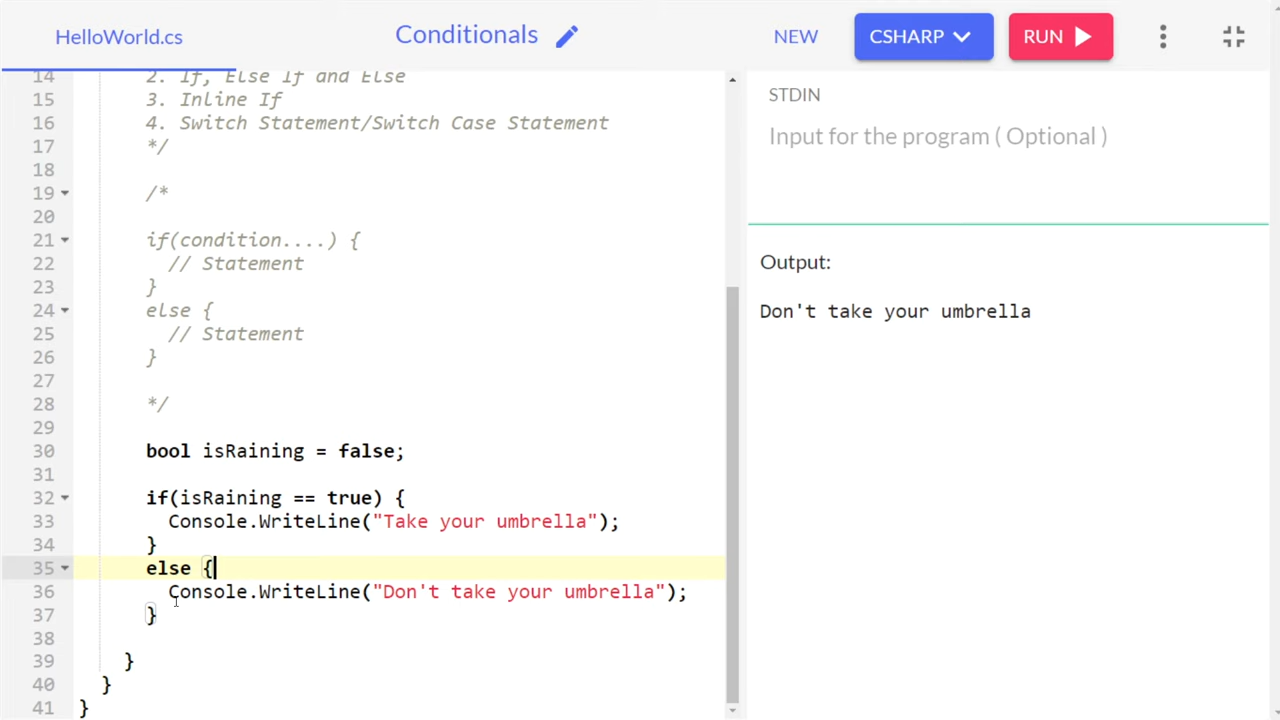 HelloWorld.cs
Conditionals
NEW
CSHARP
RUN
14 2. If, Else If and Else
15 3. Inline If
16 4. Switch Statement/Switch Case Statement
17 */
18
19 /*
20
21 if(condition....) {
22 // Statement
23 }
24 else {
25 // Statement
26 }
27
28 */
29
30 bool isRaining = false;
31
32 if(isRaining == true) {
33 Console.WriteLine("Take your umbrella");
34 }
35 else {
36 Console.WriteLine("Don't take your umbrella");
37 }
38
39 }
40 }
41 }
STDIN
Input for the program ( Optional )
Output:
Don't take your umbrella